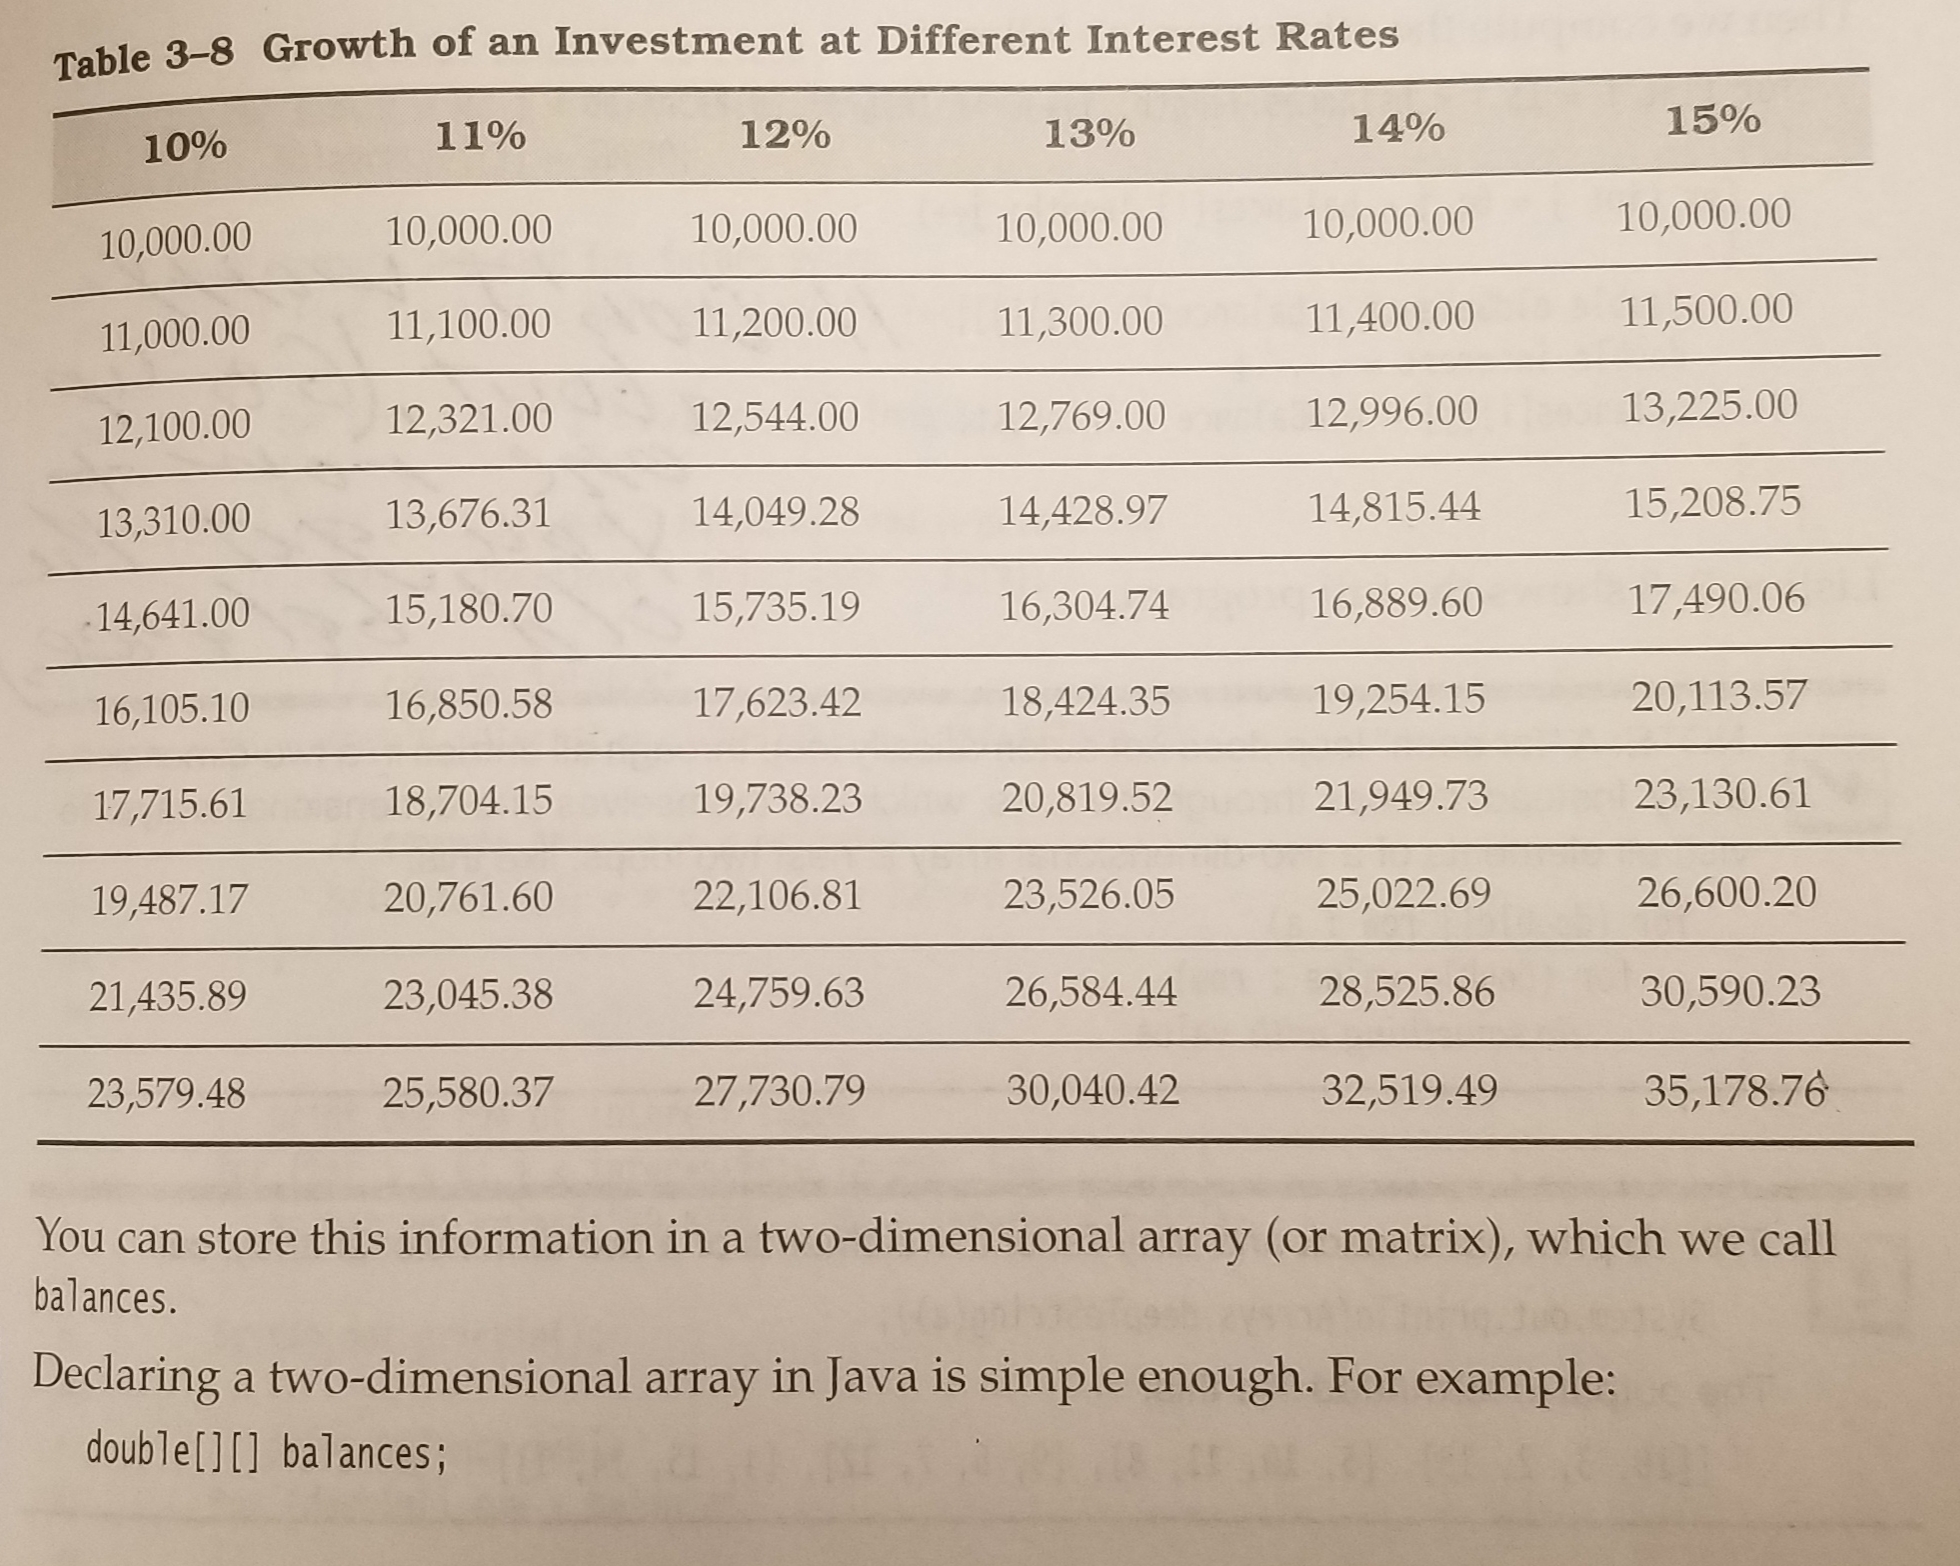 Table 3–8 Growth of an Investment at Different Interest Rates
10% 11% 12% 13% 14% 15%
10,000.00 10,000.00 10,000.00 10,000.00 10,000.00 10,000.00
11,000.00 11,100.00 11,200.00 11,300.00 11,400.00 11,500.00
12,100.00 12,321.00 12,544.00 12,769.00 12,996.00 13,225.00
13,310.00 13,676.31 14,049.28 14,428.97 14,815.44 15,208.75
14,641.00 15,180.70 15,735.19 16,304.74 16,889.60 17,490.06
16,105.10 16,850.58 17,623.42 18,424.35 19,254.15 20,113.57
17,715.61 18,704.15 19,738.23 20,819.52 21,949.73 23,130.61
19,487.17 20,761.60 22,106.81 23,526.05 25,022.69 26,600.20
21,435.89 23,045.38 24,759.63 26,584.44 28,525.86 30,590.23
23,579.48 25,580.37 27,730.79 30,040.42 32,519.49 35,178.76
You can store this information in a two-dimensional array (or matrix), which we call
balances.
Declaring a two-dimensional array in Java is simple enough. For example:
double[][] balances;